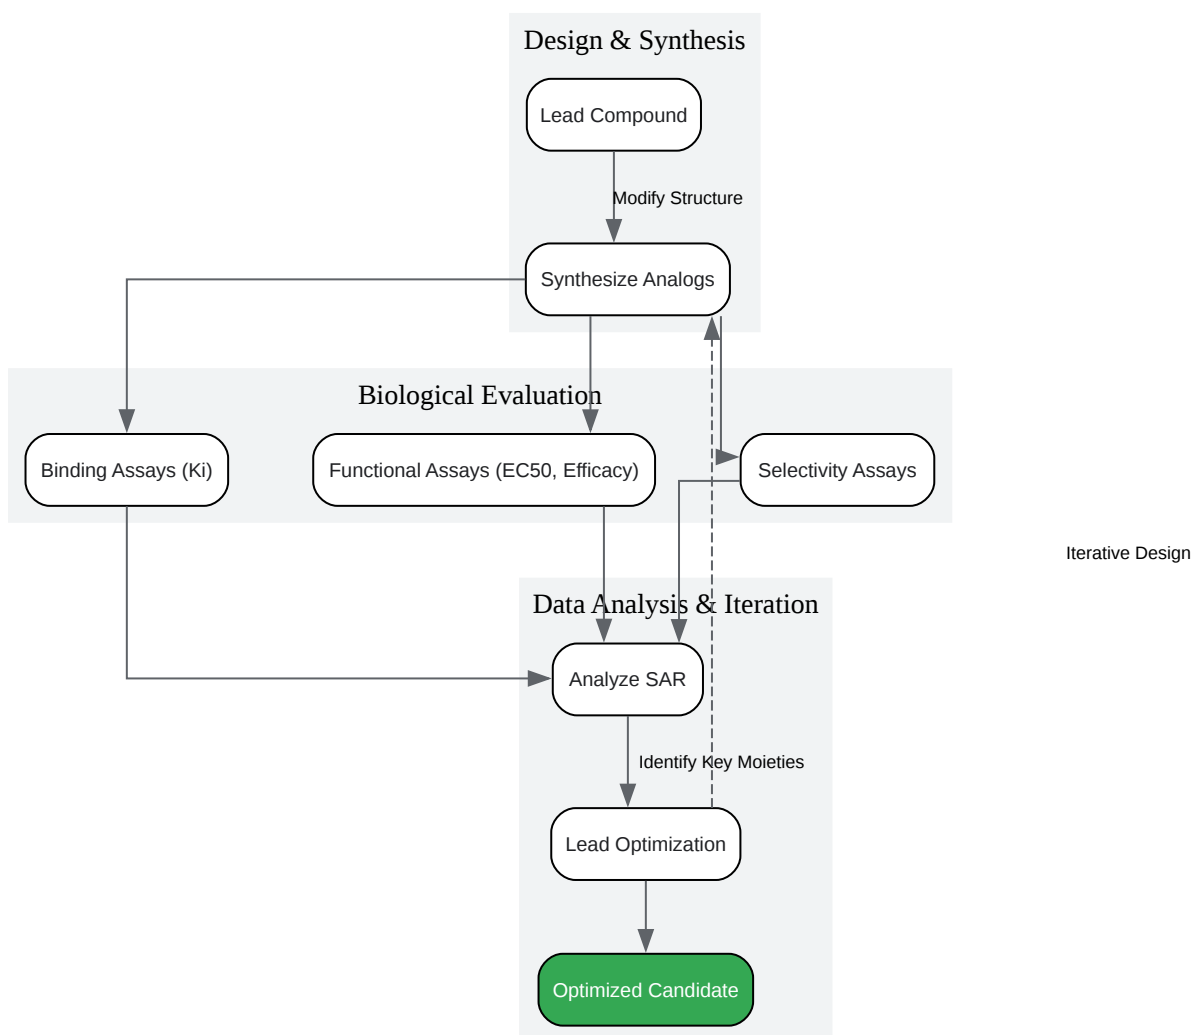 Design & Synthesis
Lead Compound
Modify Structure
Synthesize Analogs
Biological Evaluation
Binding Assays (Ki)
Functional Assays (EC50, Efficacy)
Selectivity Assays
Iterative Design
Data Analysis & Iteration
Analyze SAR
Identify Key Moieties
Lead Optimization
Optimized Candidate